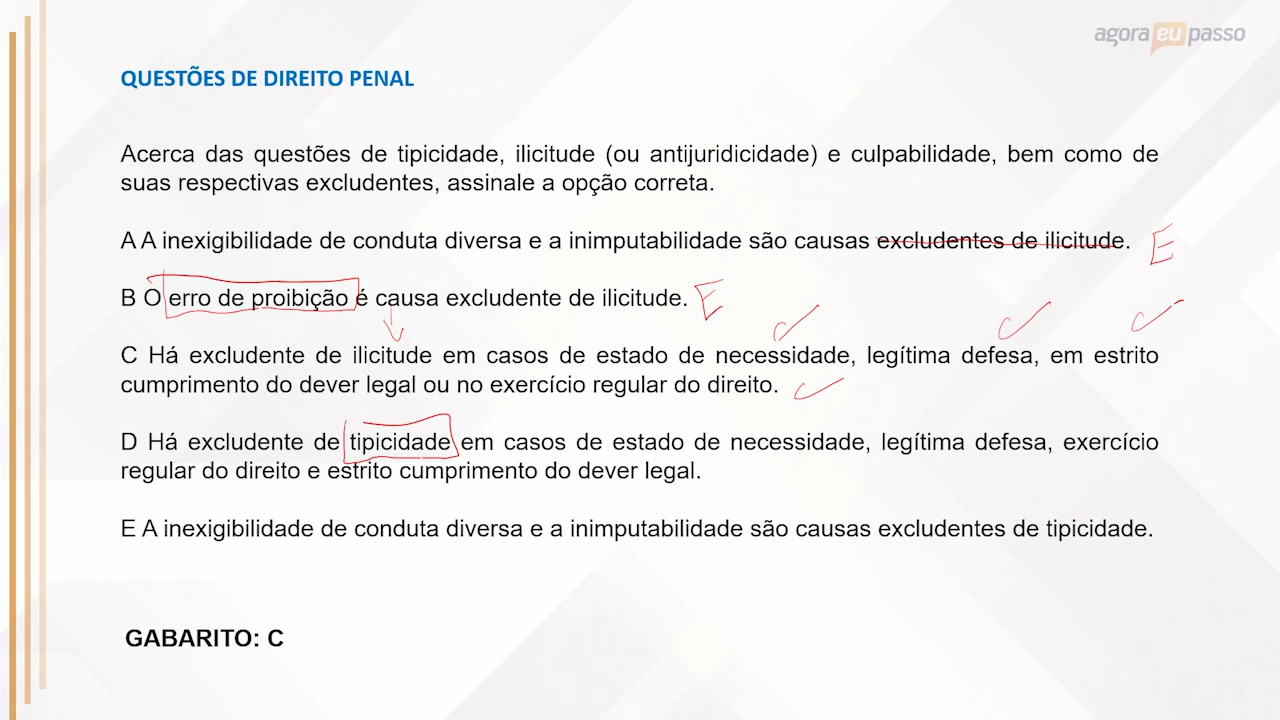 agora eu passo
QUESTÕES DE DIREITO PENAL
Acerca das questões de tipicidade, ilicitude (ou antijuridicidade) e culpabilidade, bem como de
suas respectivas excludentes, assinale a opção correta.
A A inexigibilidade de conduta diversa e a inimputabilidade são causas excludentes de ilicitude. E
B O erro de proibição é causa excludente de ilicitude. E
C Há excludente de ilicitude em casos de estado de necessidade, legítima defesa, em estrito
cumprimento do dever legal ou no exercício regular do direito.
D Há excludente de tipicidade em casos de estado de necessidade, legítima defesa, exercício
regular do direito e estrito cumprimento do dever legal.
E A inexigibilidade de conduta diversa e a inimputabilidade são causas excludentes de tipicidade.
GABARITO: C